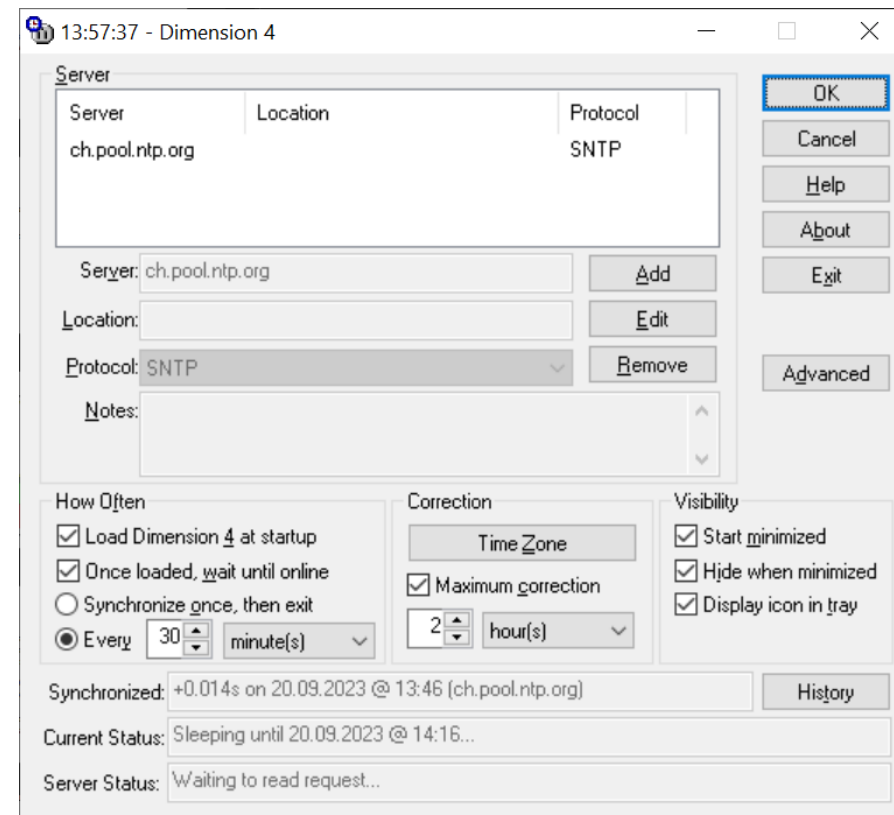 13:57:37 - Dimension 4
Server
Server Location Protocol
ch.pool.ntp.org SNTP
OK
Cancel
Help
About
Exit
Advanced
Server: ch.pool.ntp.org Add
Location: Edit
Protocol: SNTP Remove
Notes:
How Often
Load Dimension 4 at startup
Once loaded, wait until online
Synchronize once, then exit
Every 30 minute(s)
Correction
Time Zone
Maximum correction
2 hour(s)
Visibility
Start minimized
Hide when minimized
Display icon in tray
Synchronized: +0.014s on 20.09.2023 @ 13:46 (ch.pool.ntp.org) History
Current Status: Sleeping until 20.09.2023 @ 14:16...
Server Status: Waiting to read request...